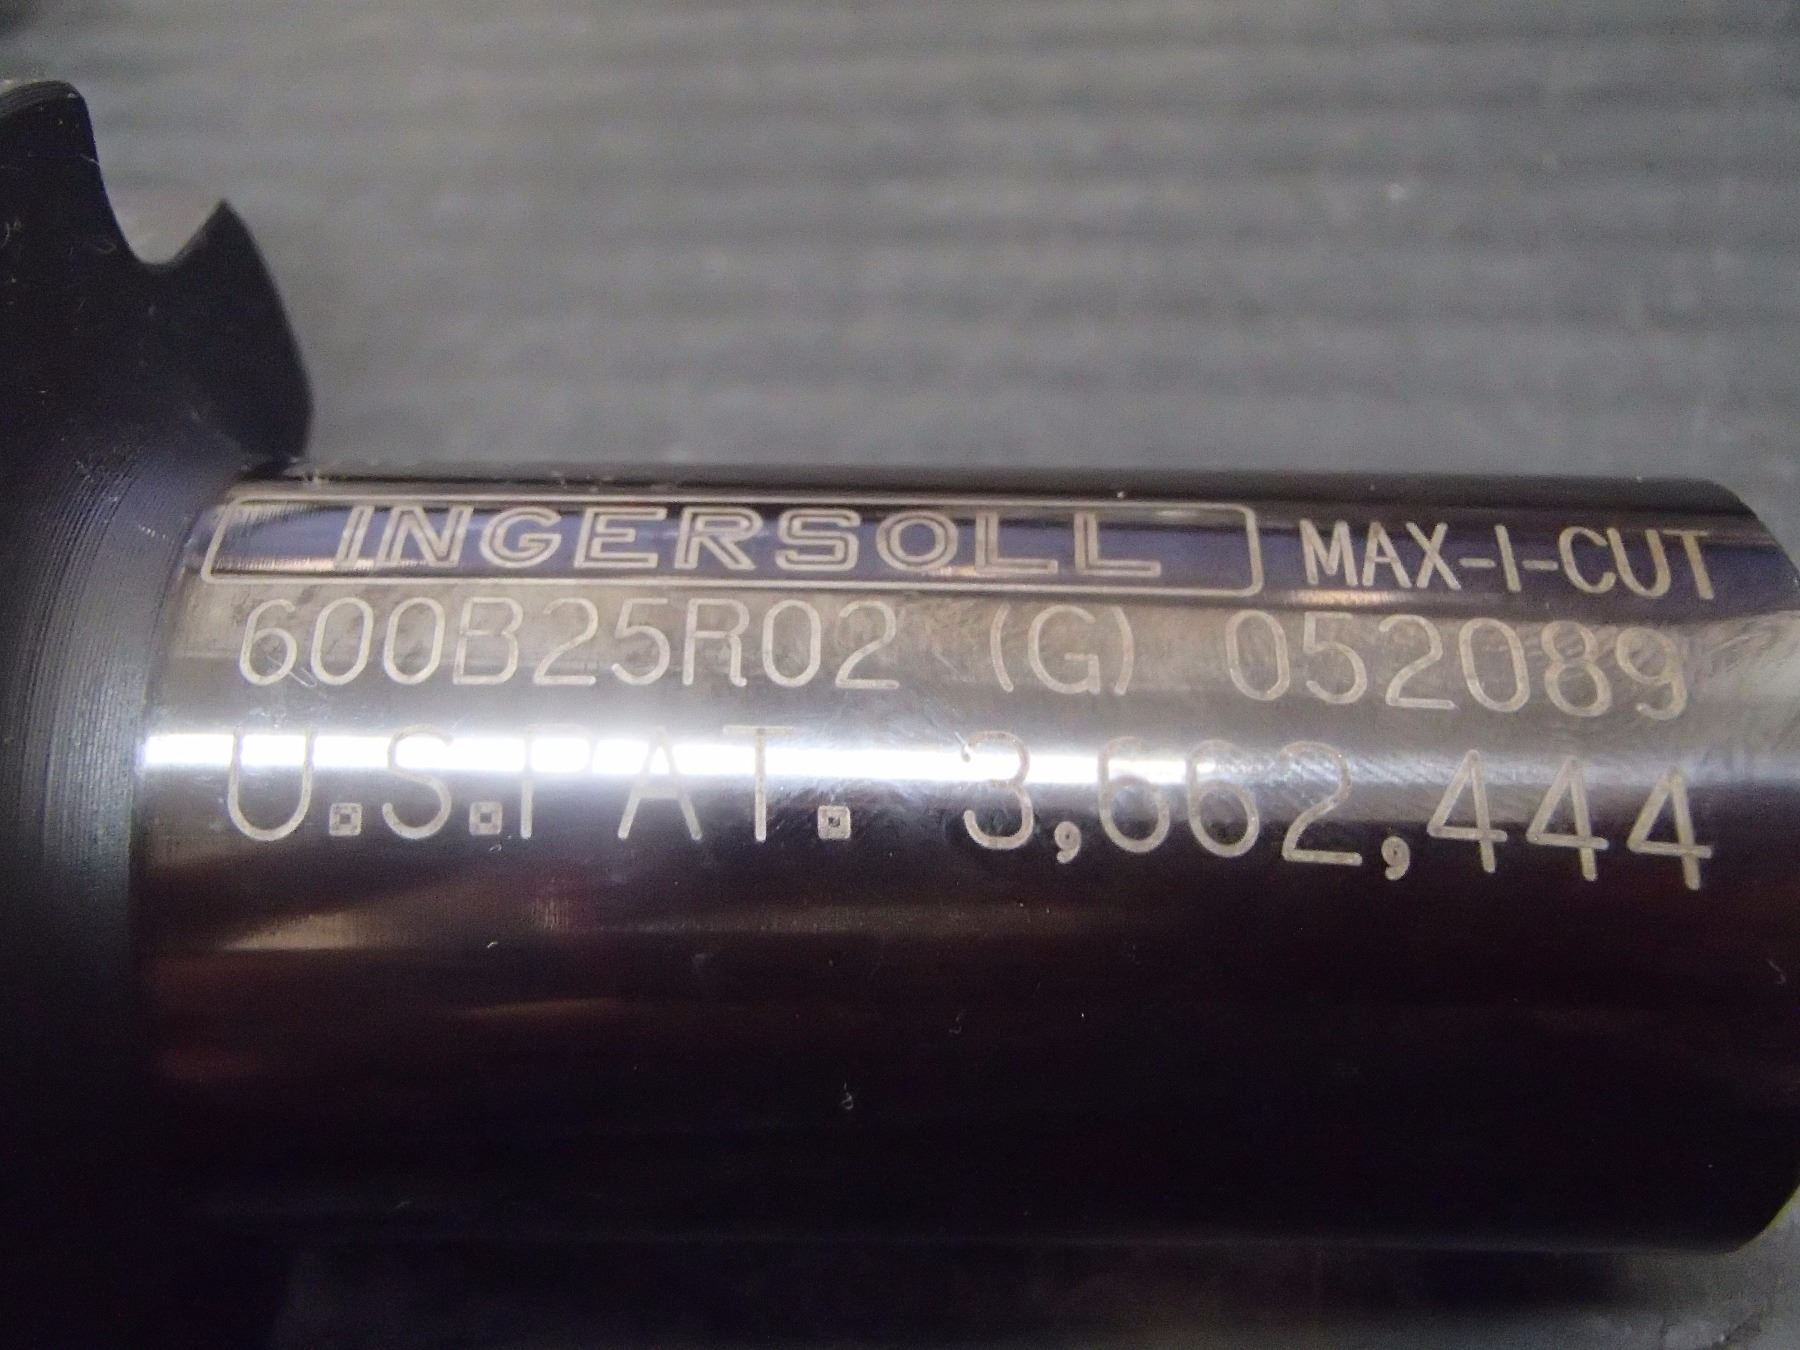 INGERSOLL MAX-I-CUT
600B25R02 (G) 052089
U.S.PAT. 3,662,444